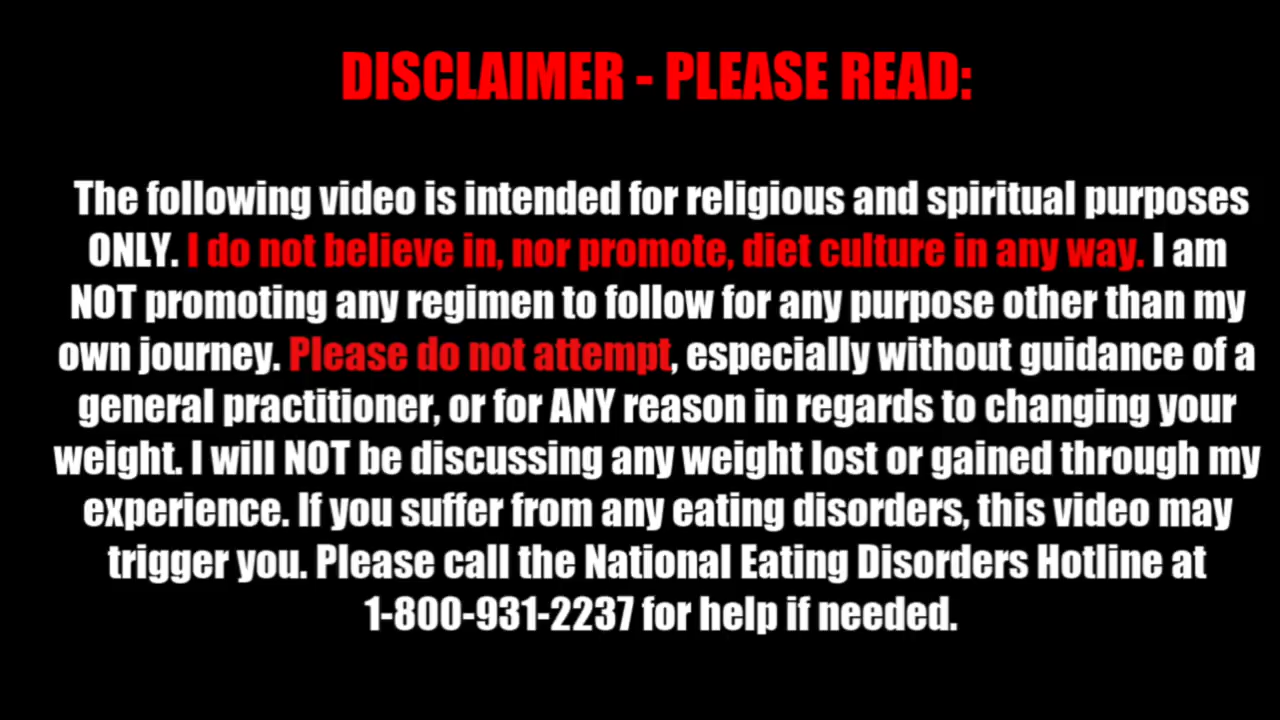 DISCLAIMER - PLEASE READ:
The following video is intended for religious and spiritual purposes
ONLY. I do not believe in, nor promote, diet culture in any way. I am
NOT promoting any regimen to follow for any purpose other than my
own journey. Please do not attempt, especially without guidance of a
general practitioner, or for ANY reason in regards to changing your
weight. I will NOT be discussing any weight lost or gained through my
experience. If you suffer from any eating disorders, this video may
trigger you. Please call the National Eating Disorders Hotline at
1-800-931-2237 for help if needed.